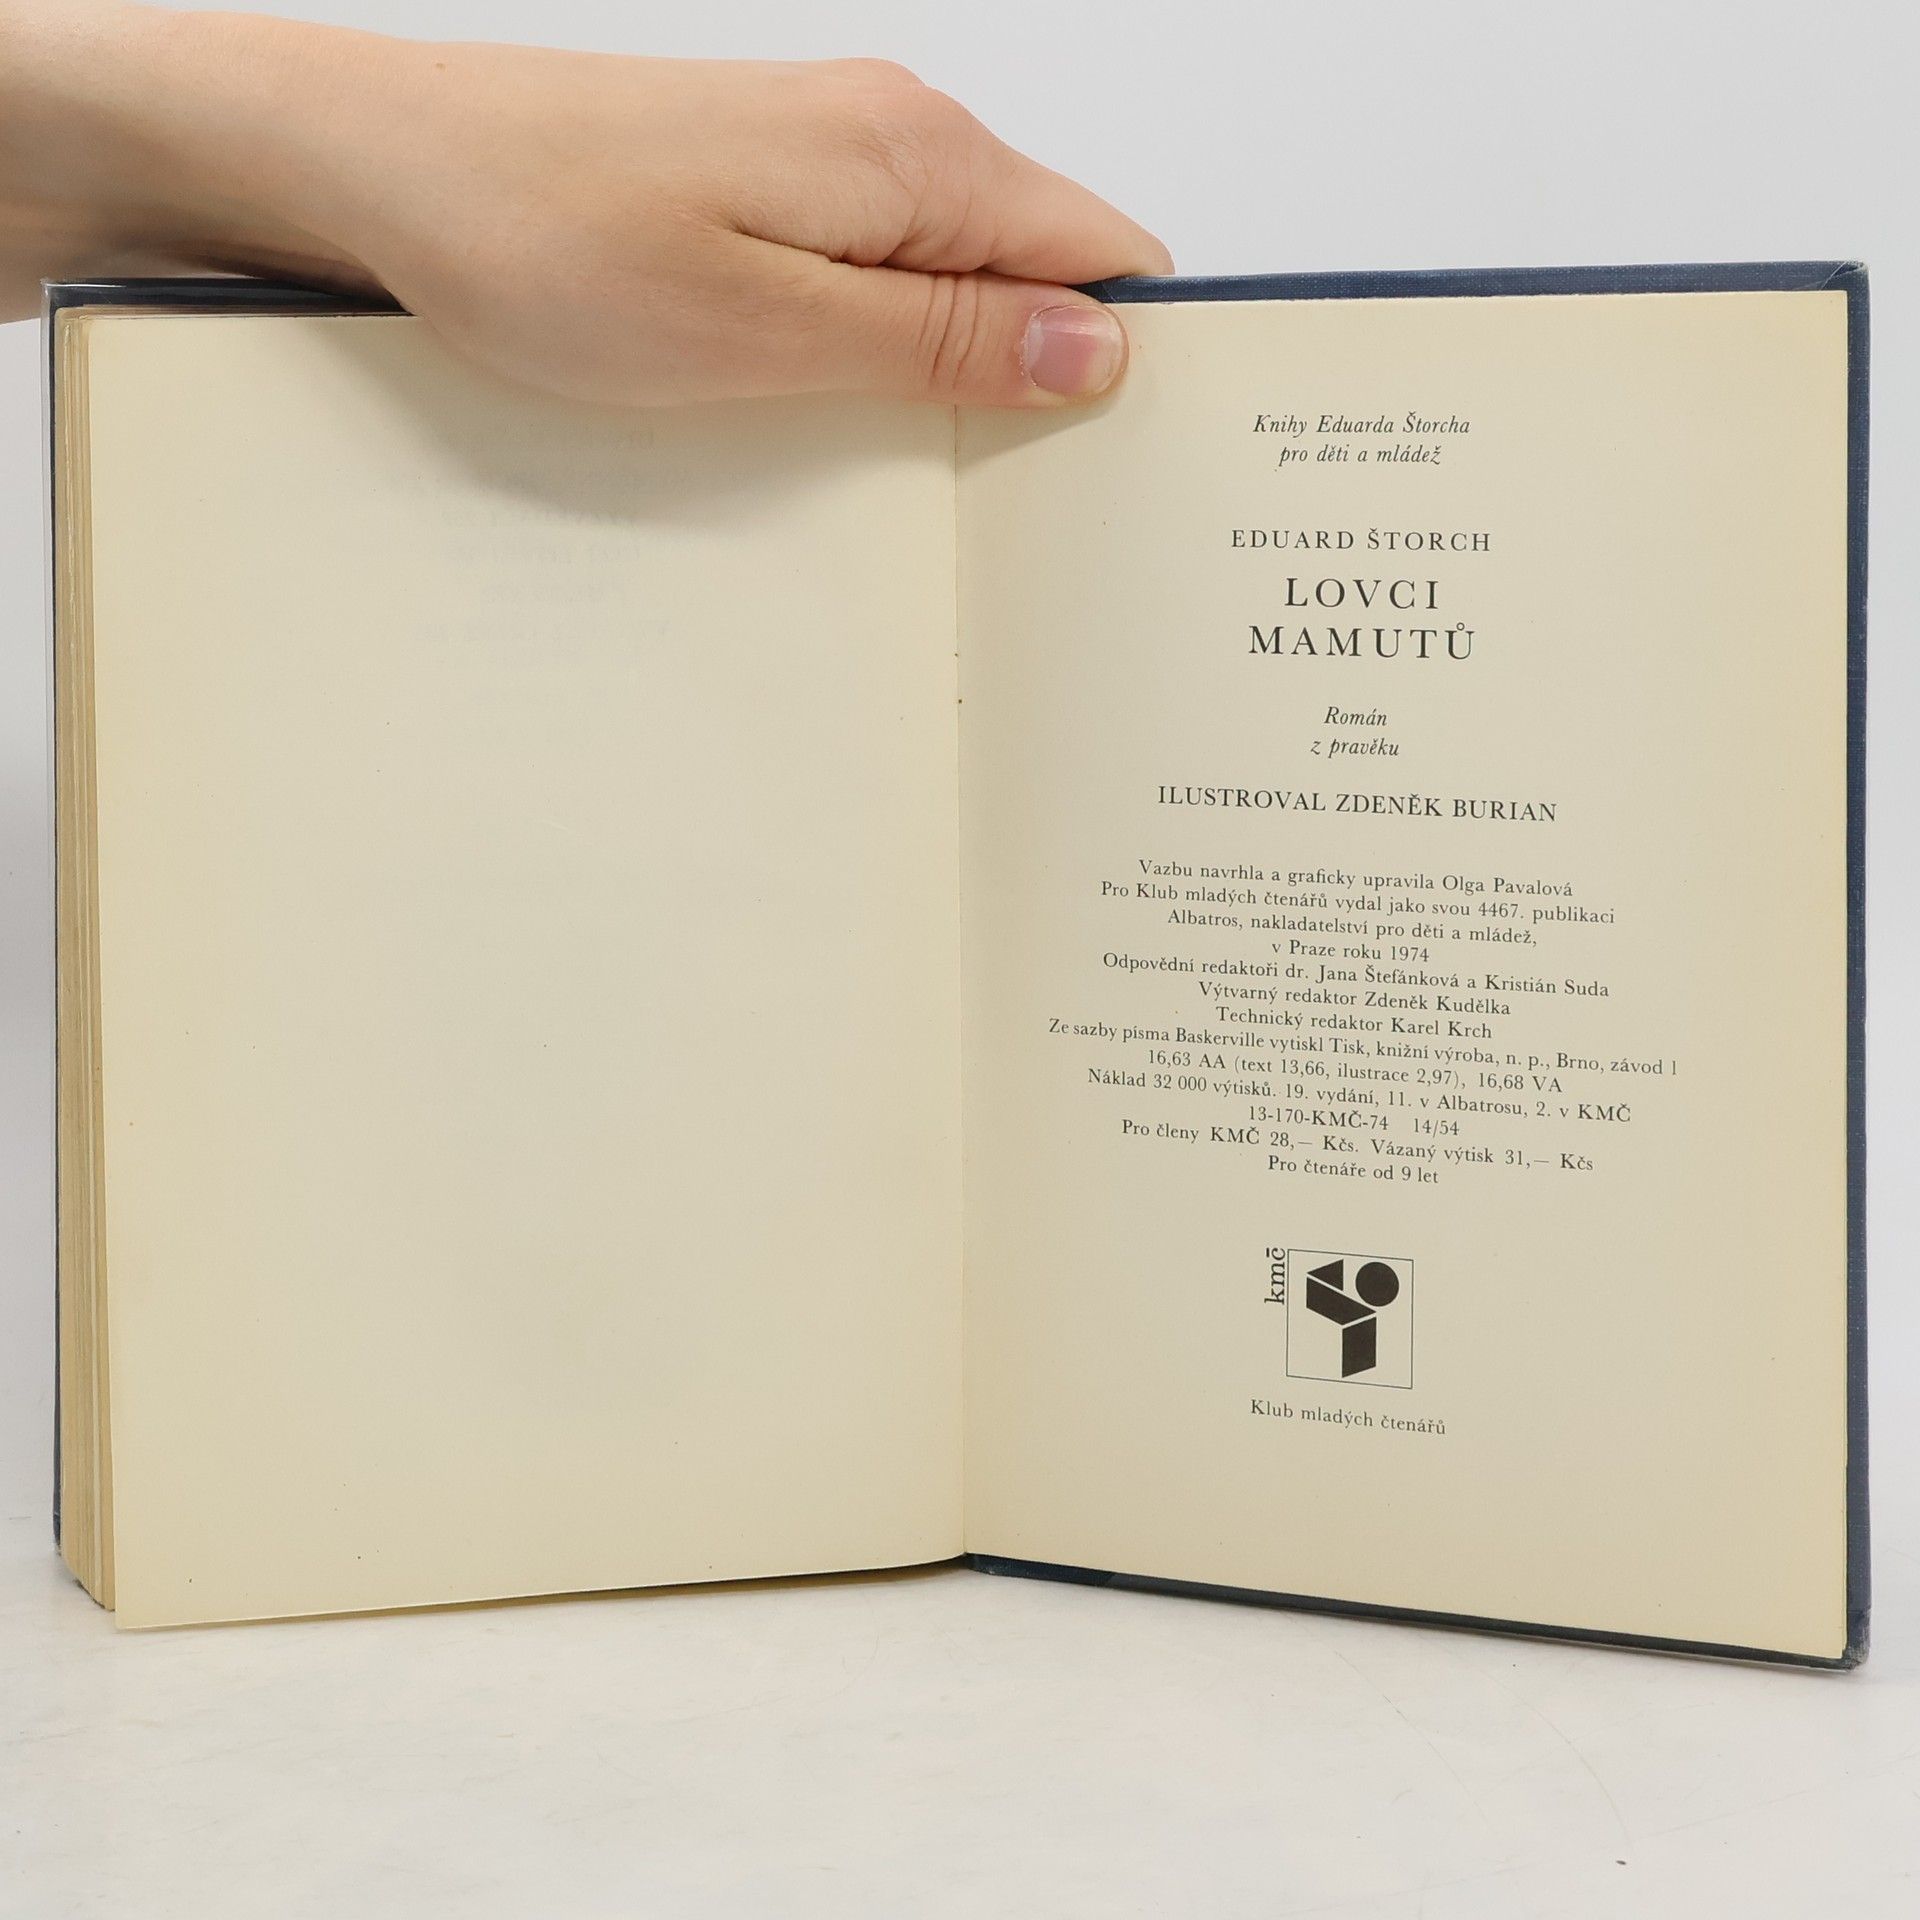 Knihy Eduarda Štorcha
pro děti a mládež
EDUARD ŠTORCH
LOVCI
MAMUTŮ
Román
z pravěku
ILUSTROVAL ZDENĚK BURIAN
Vazbu navrhla a graficky upravila Olga Pavalová
Pro Klub mladých čtenářů vydal jako svou 4467. publikaci
Albatros, nakladatelství pro děti a mládež,
v Praze roku 1974
Odpovědní redaktoři dr. Jana Štefánková a Kristián Suda
Výtvarný redaktor Zdeněk Kudělka
Technický redaktor Karel Krch
Ze sazby písma Baskerville vytiskl Tisk, knižní výroba, n. p., Brno, závod 1
16,63 AA (text 13,66, ilustrace 2,97), 16,68 VA
Náklad 32 000 výtisků. 19. vydání, 11. v Albatrosu, 2. v KMČ
13-170-KMČ-74 14/54
Pro členy KMČ 28,— Kčs. Vázaný výtisk 31,— Kčs
Pro čtenáře od 9 let
kmč
Klub mladých čtenářů